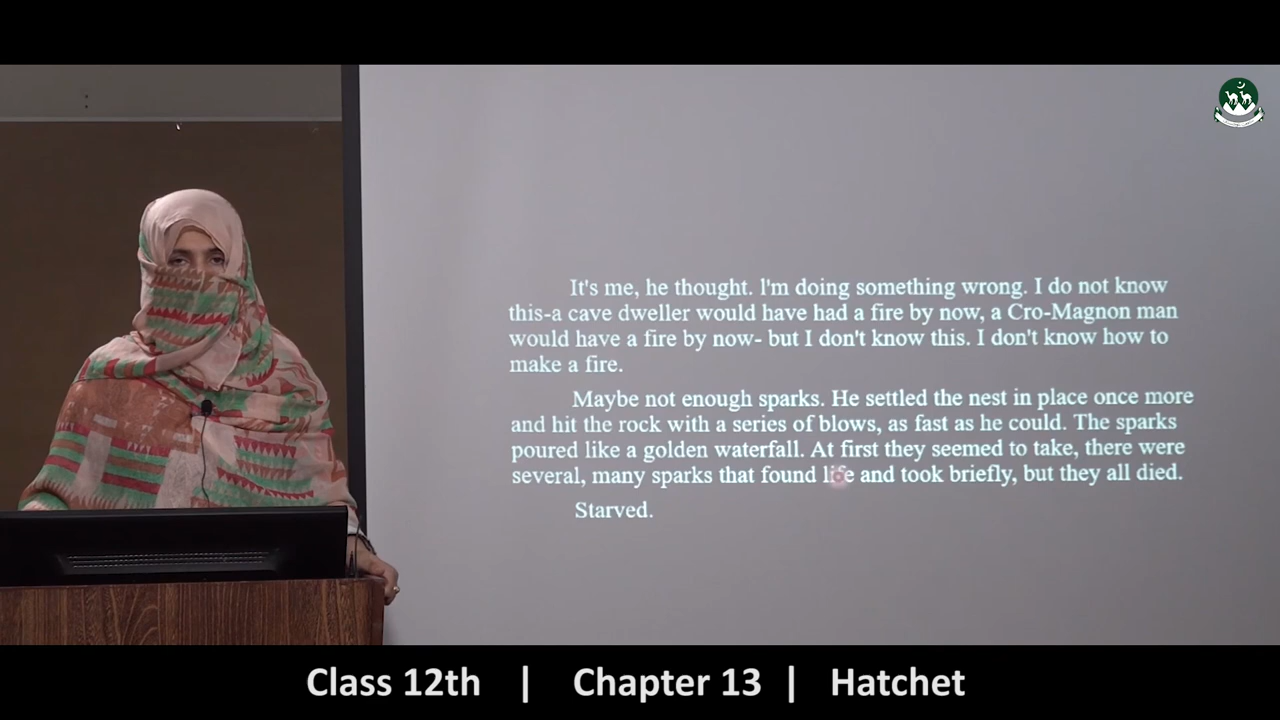 It's me, he thought. I'm doing something wrong. I do not know
this-a cave dweller would have had a fire by now, a Cro-Magnon man
would have a fire by now- but I don't know this. I don't know how to
make a fire.
Maybe not enough sparks. He settled the nest in place once more
and hit the rock with a series of blows, as fast as he could. The sparks
poured like a golden waterfall. At first they seemed to take, there were
several, many sparks that found life and took briefly, but they all died.
Starved.
Class 12th | Chapter 13 | Hatchet